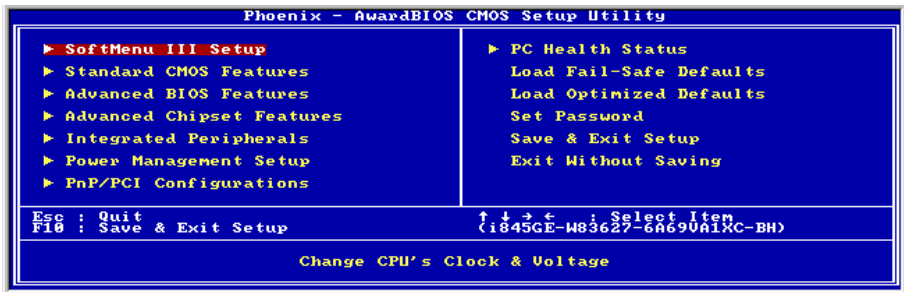 Phoenix - AwardBIOS CMOS Setup Utility
▶ SoftMenu III Setup
▶ Standard CMOS Features
▶ Advanced BIOS Features
▶ Advanced Chipset Features
▶ Integrated Peripherals
▶ Power Management Setup
▶ PnP/PCI Configurations
▶ PC Health Status
Load Fail-Safe Defaults
Load Optimized Defaults
Set Password
Save & Exit Setup
Exit Without Saving
Esc : Quit
F10 : Save & Exit Setup
↑ ↓ → ← : Select Item
(i845GE-W83627-6A69VA1XC-BH)
Change CPU's Clock & Voltage